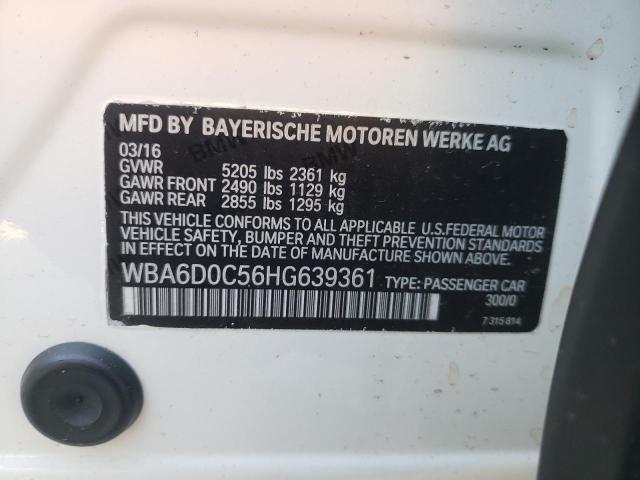 MFD BY BAYERISCHE MOTOREN WERKE AG
03/16
GVWR 5205 lbs 2361 kg
GAWR FRONT 2490 lbs 1129 kg
GAWR REAR 2855 lbs 1295 kg
THIS VEHICLE CONFORMS TO ALL APPLICABLE U.S.FEDERAL MOTOR
VEHICLE SAFETY, BUMPER AND THEFT PREVENTION STANDARDS
IN EFFECT ON THE DATE OF MANUFACTURE SHOWN ABOVE.
WBA6D0C56HG639361 TYPE: PASSENGER CAR
300/0
7 315 814
BMW
BMW